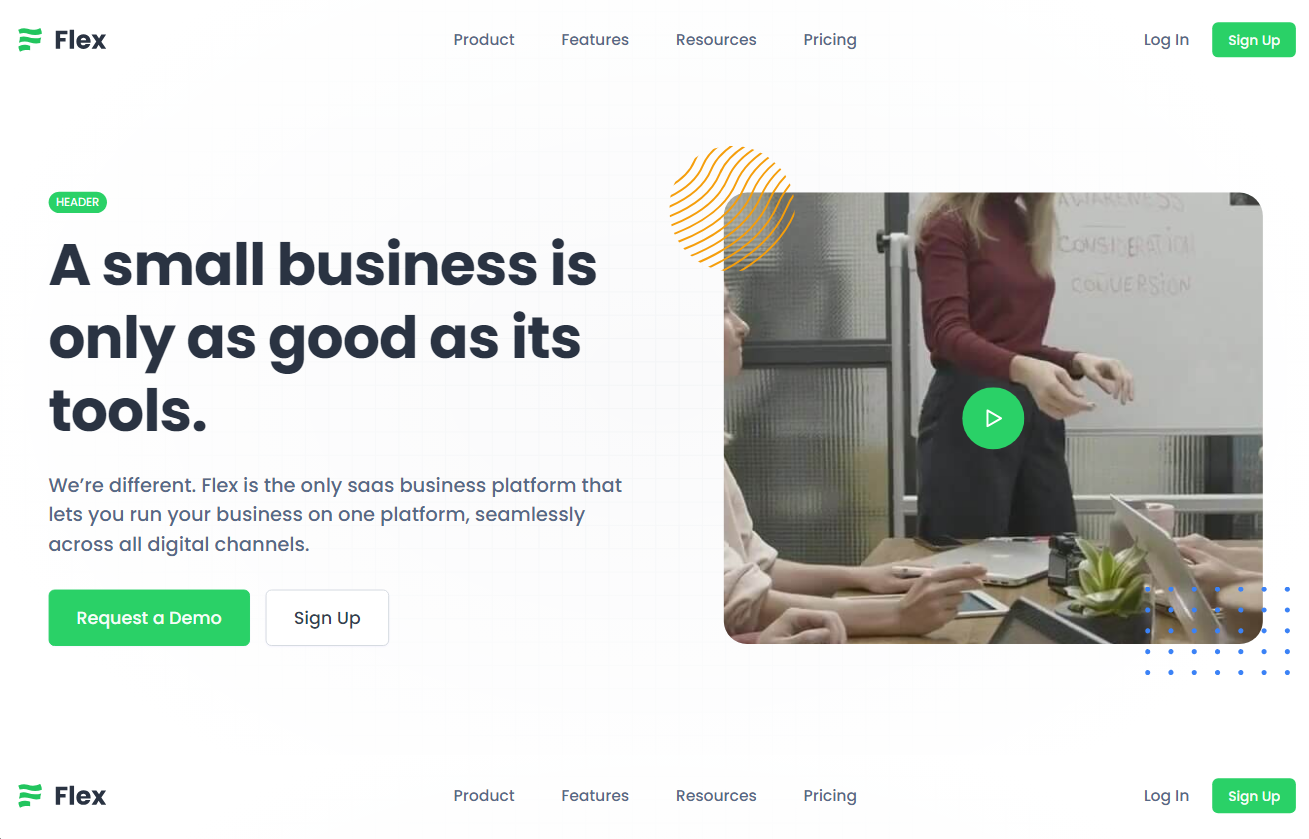 Flex
Product Features Resources Pricing
Log In Sign Up
HEADER
A small business is
only as good as its
tools.
We’re different. Flex is the only saas business platform that
lets you run your business on one platform, seamlessly
across all digital channels.
Request a Demo Sign Up
AWARENESS
CONSIDERATION
CONVERSION
Flex
Product Features Resources Pricing
Log In Sign Up